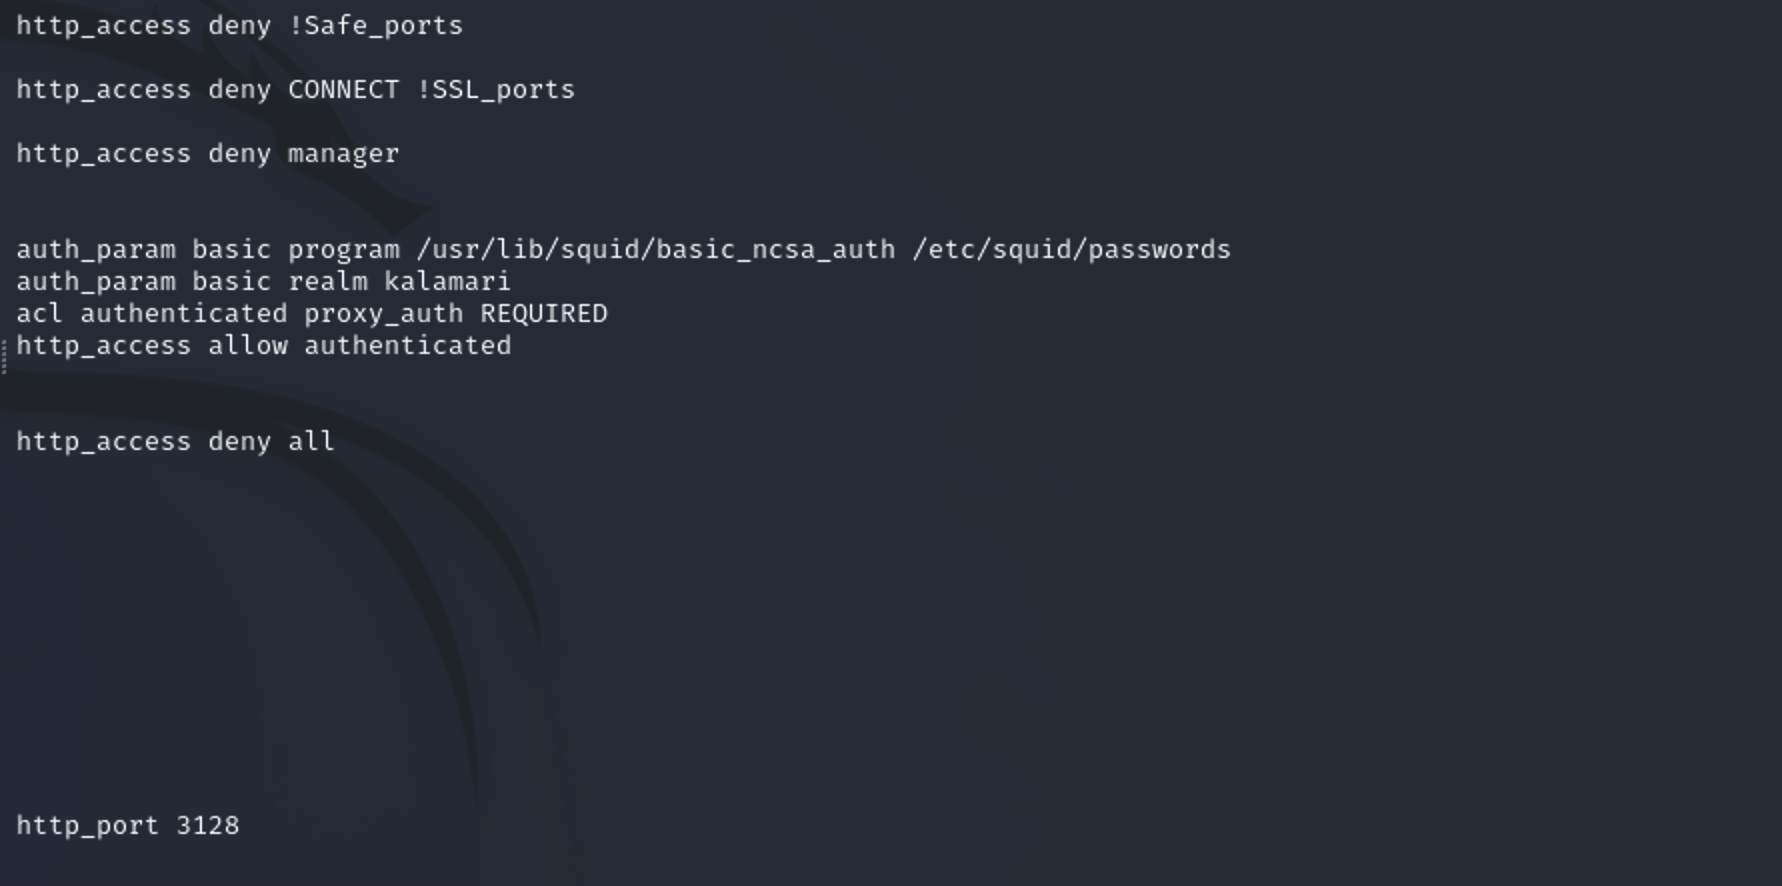 http_access deny !Safe_ports
http_access deny CONNECT !SSL_ports
http_access deny manager
auth_param basic program /usr/lib/squid/basic_ncsa_auth /etc/squid/passwords
auth_param basic realm kalamari
acl authenticated proxy_auth REQUIRED
http_access allow authenticated
http_access deny all
http_port 3128